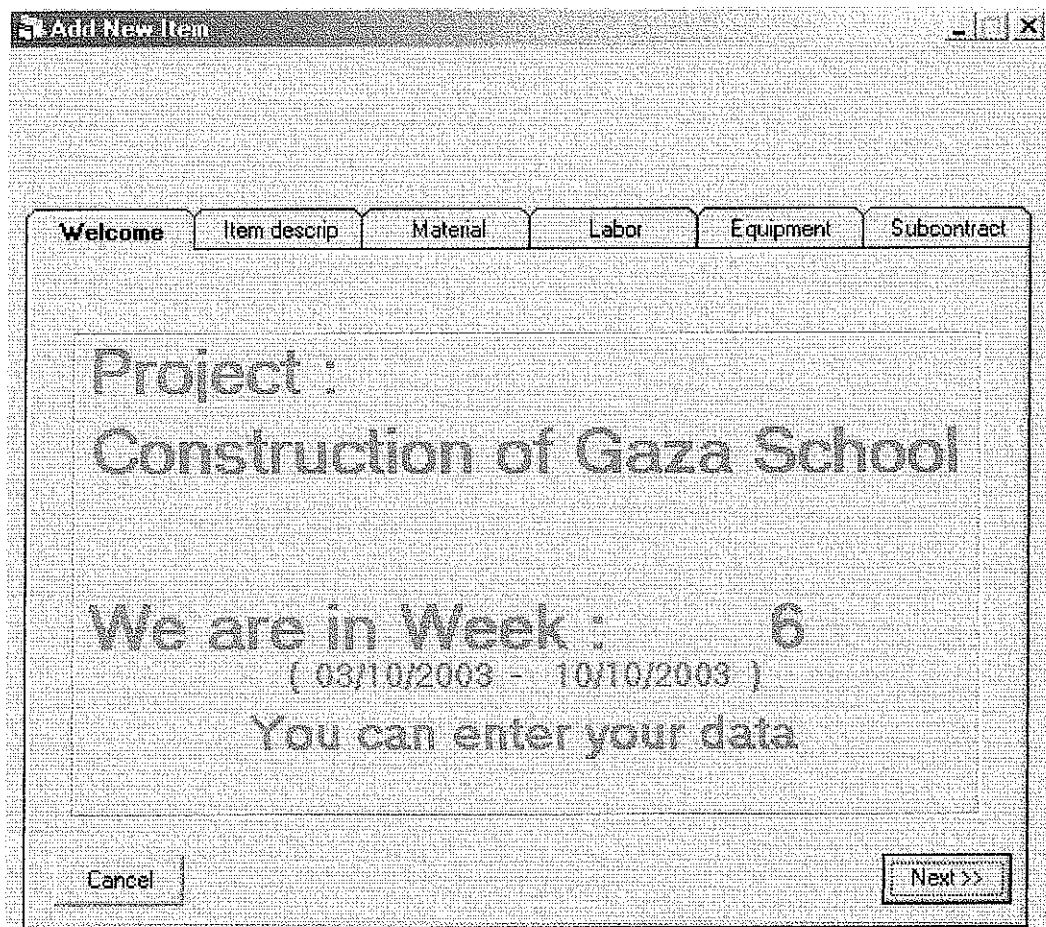 Add New Item
Welcome Item descrip Material Labor Equipment Subcontract
Project :
Construction of Gaza School
We are in Week : 6
( 03/10/2003 - 10/10/2003 )
You can enter your data
Cancel Next >>